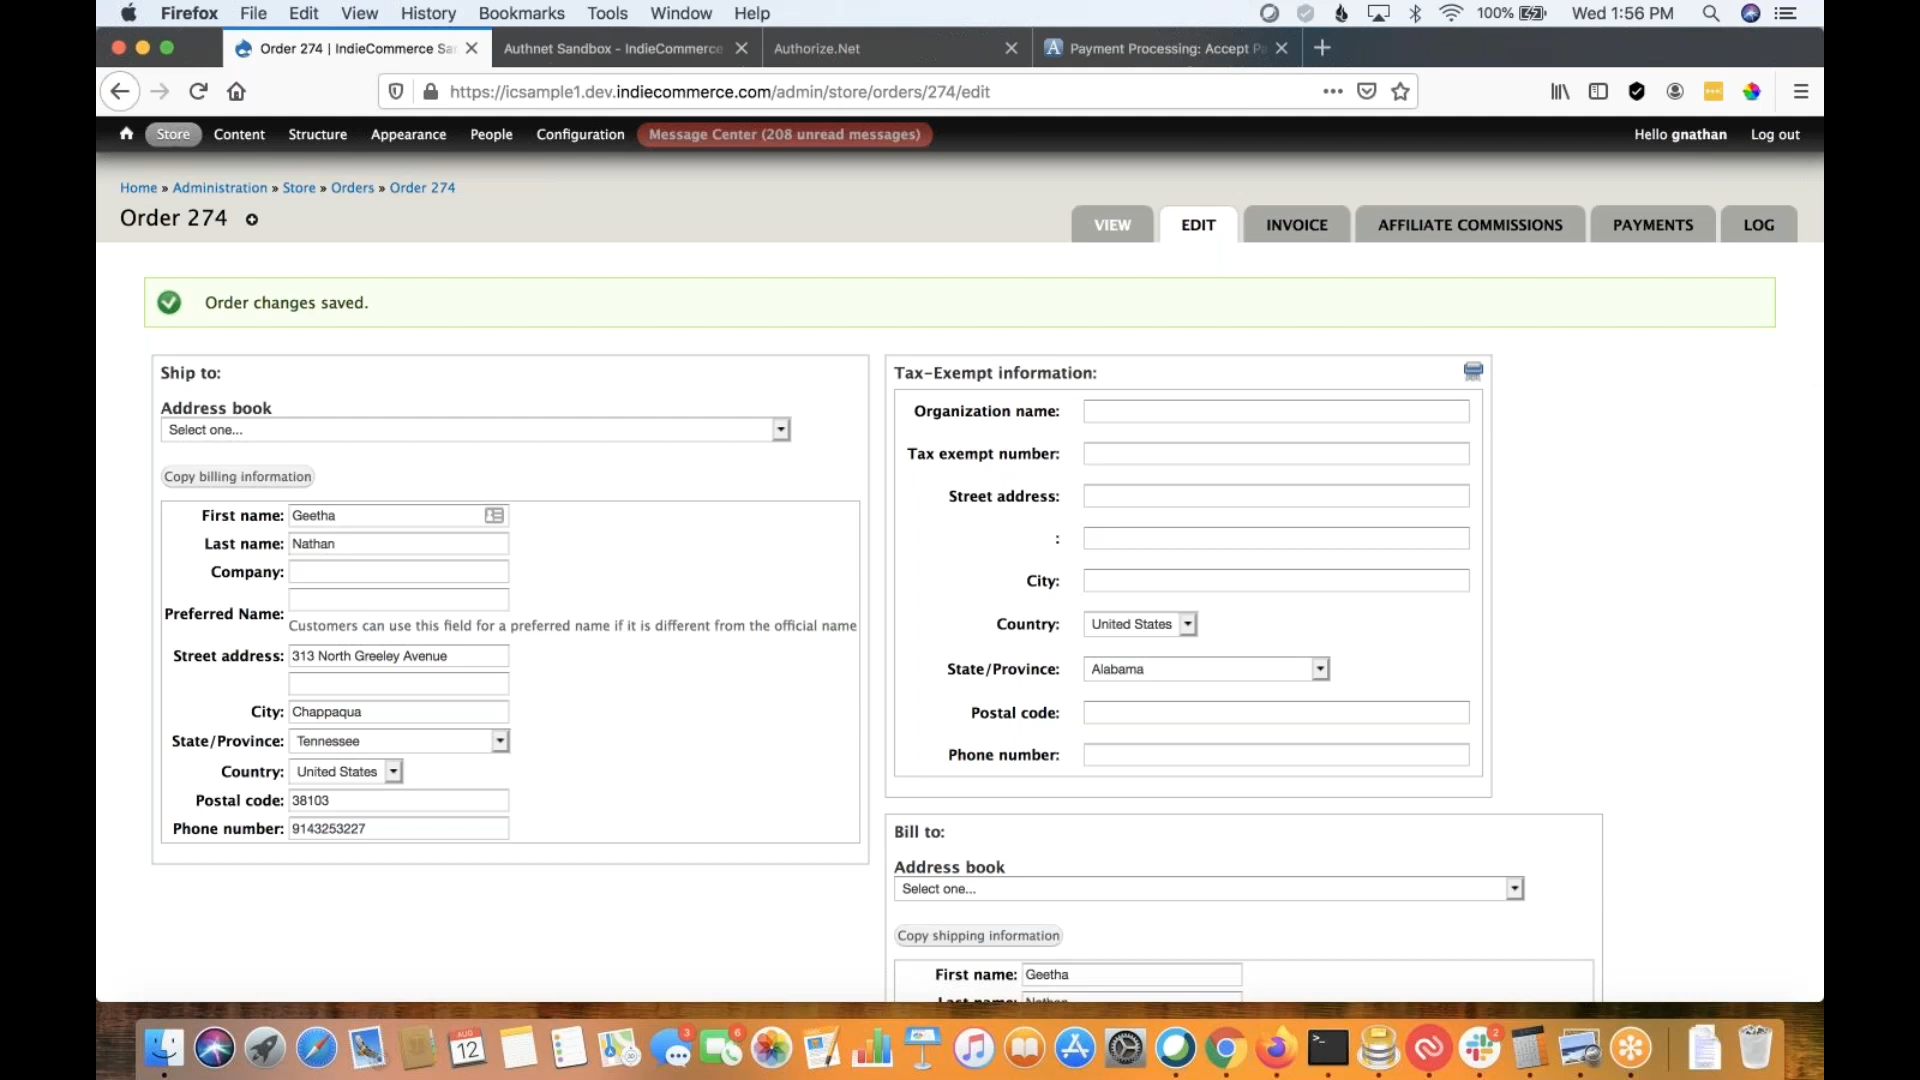 Firefox File Edit View History Bookmarks Tools Window Help 100% Wed 1:56 PM
Order 274 | IndieCommerce Sa Authnet Sandbox - IndieCommerce Authorize.Net Payment Processing: Accept P
https://icsample1.dev.indiecommerce.com/admin/store/orders/274/edit
Store Content Structure Appearance People Configuration Message Center (208 unread messages) Hello gnathan Log out
Home » Administration » Store » Orders » Order 274
Order 274
VIEW EDIT INVOICE AFFILIATE COMMISSIONS PAYMENTS LOG
Order changes saved.
Ship to:
Address book
Select one...
Copy billing information
First name: Geetha
Last name: Nathan
Company:
Preferred Name:
Customers can use this field for a preferred name if it is different from the official name
Street address: 313 North Greeley Avenue
City: Chappaqua
State/Province: Tennessee
Country: United States
Postal code: 38103
Phone number: 9143253227
Tax-Exempt information:
Organization name:
Tax exempt number:
Street address:
:
City:
Country: United States
State/Province: Alabama
Postal code:
Phone number:
Bill to:
Address book
Select one...
Copy shipping information
First name: Geetha
Last name: Nathan
AUG
12
3
6
2